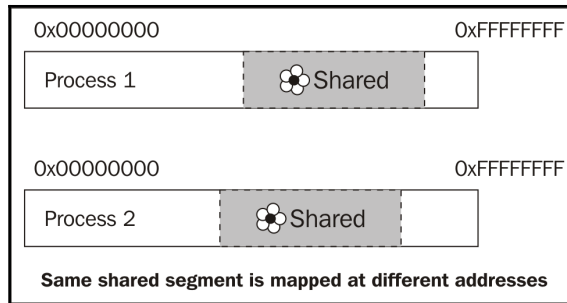 0x00000000 0xFFFFFFFF
Process 1 Shared
0x00000000 0xFFFFFFFF
Process 2 Shared
Same shared segment is mapped at different addresses